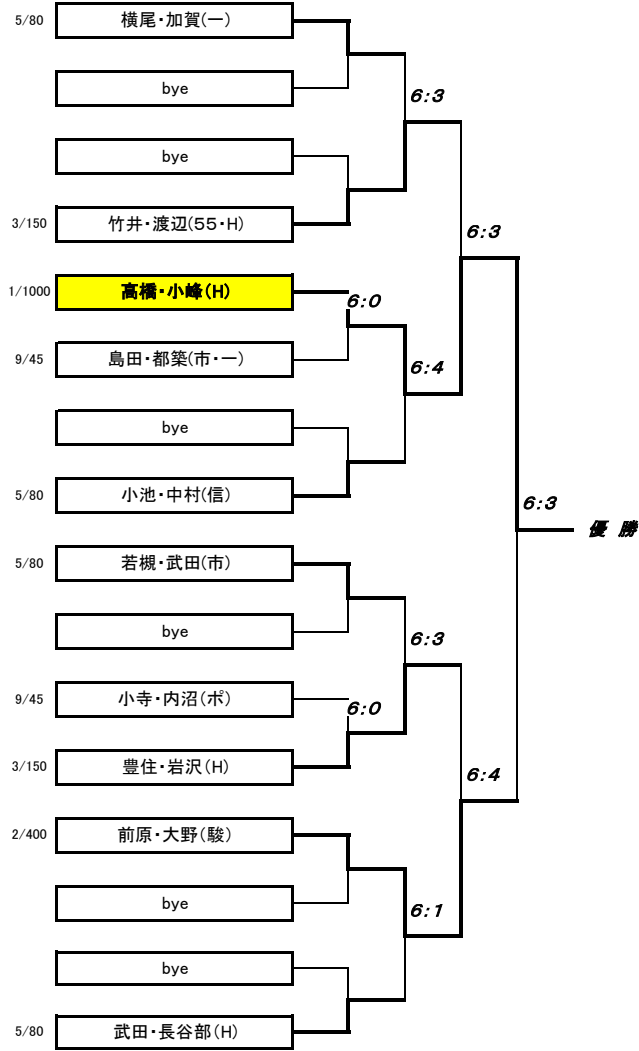 5/80 横尾・加賀(一)
bye
6:3
bye
3/150 竹井・渡辺(55・H)
6:3
1/1000 高橋・小峰(H)
6:0
9/45 島田・都築(市・一)
6:4
bye
5/80 小池・中村(信)
6:3
優 勝
5/80 若槻・武田(市)
bye
6:3
9/45 小寺・内沼(ポ)
6:0
3/150 豊住・岩沢(H)
6:4
2/400 前原・大野(駿)
bye
6:1
bye
5/80 武田・長谷部(H)